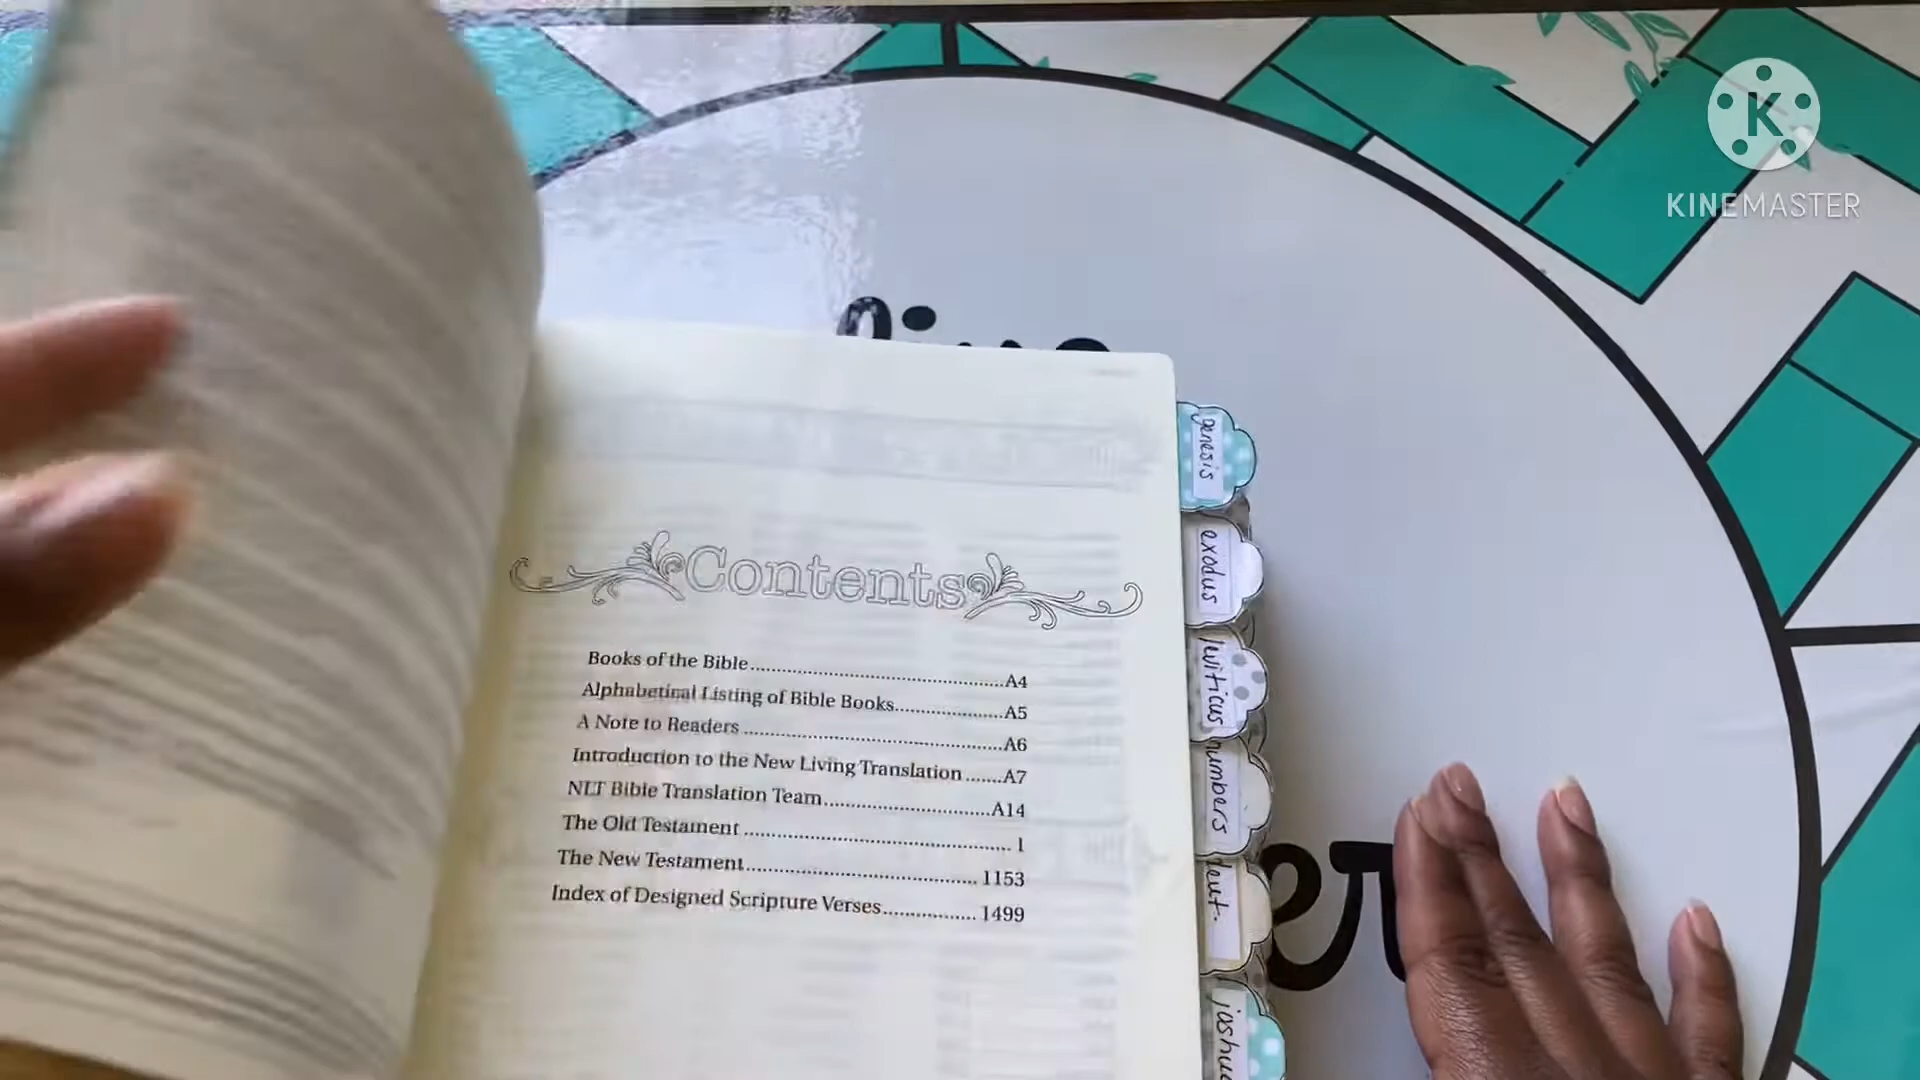 K
KINEMASTER
genesis
exodus
leviticus
numbers
deut.
joshua
Contents
Books of the Bible..........A4
Alphabetical Listing of Bible Books..........A5
A Note to Readers..........A6
Introduction to the New Living Translation.......A7
NLT Bible Translation Team..........A14
The Old Testament..........1
The New Testament..........1153
Index of Designed Scripture Verses..........1499